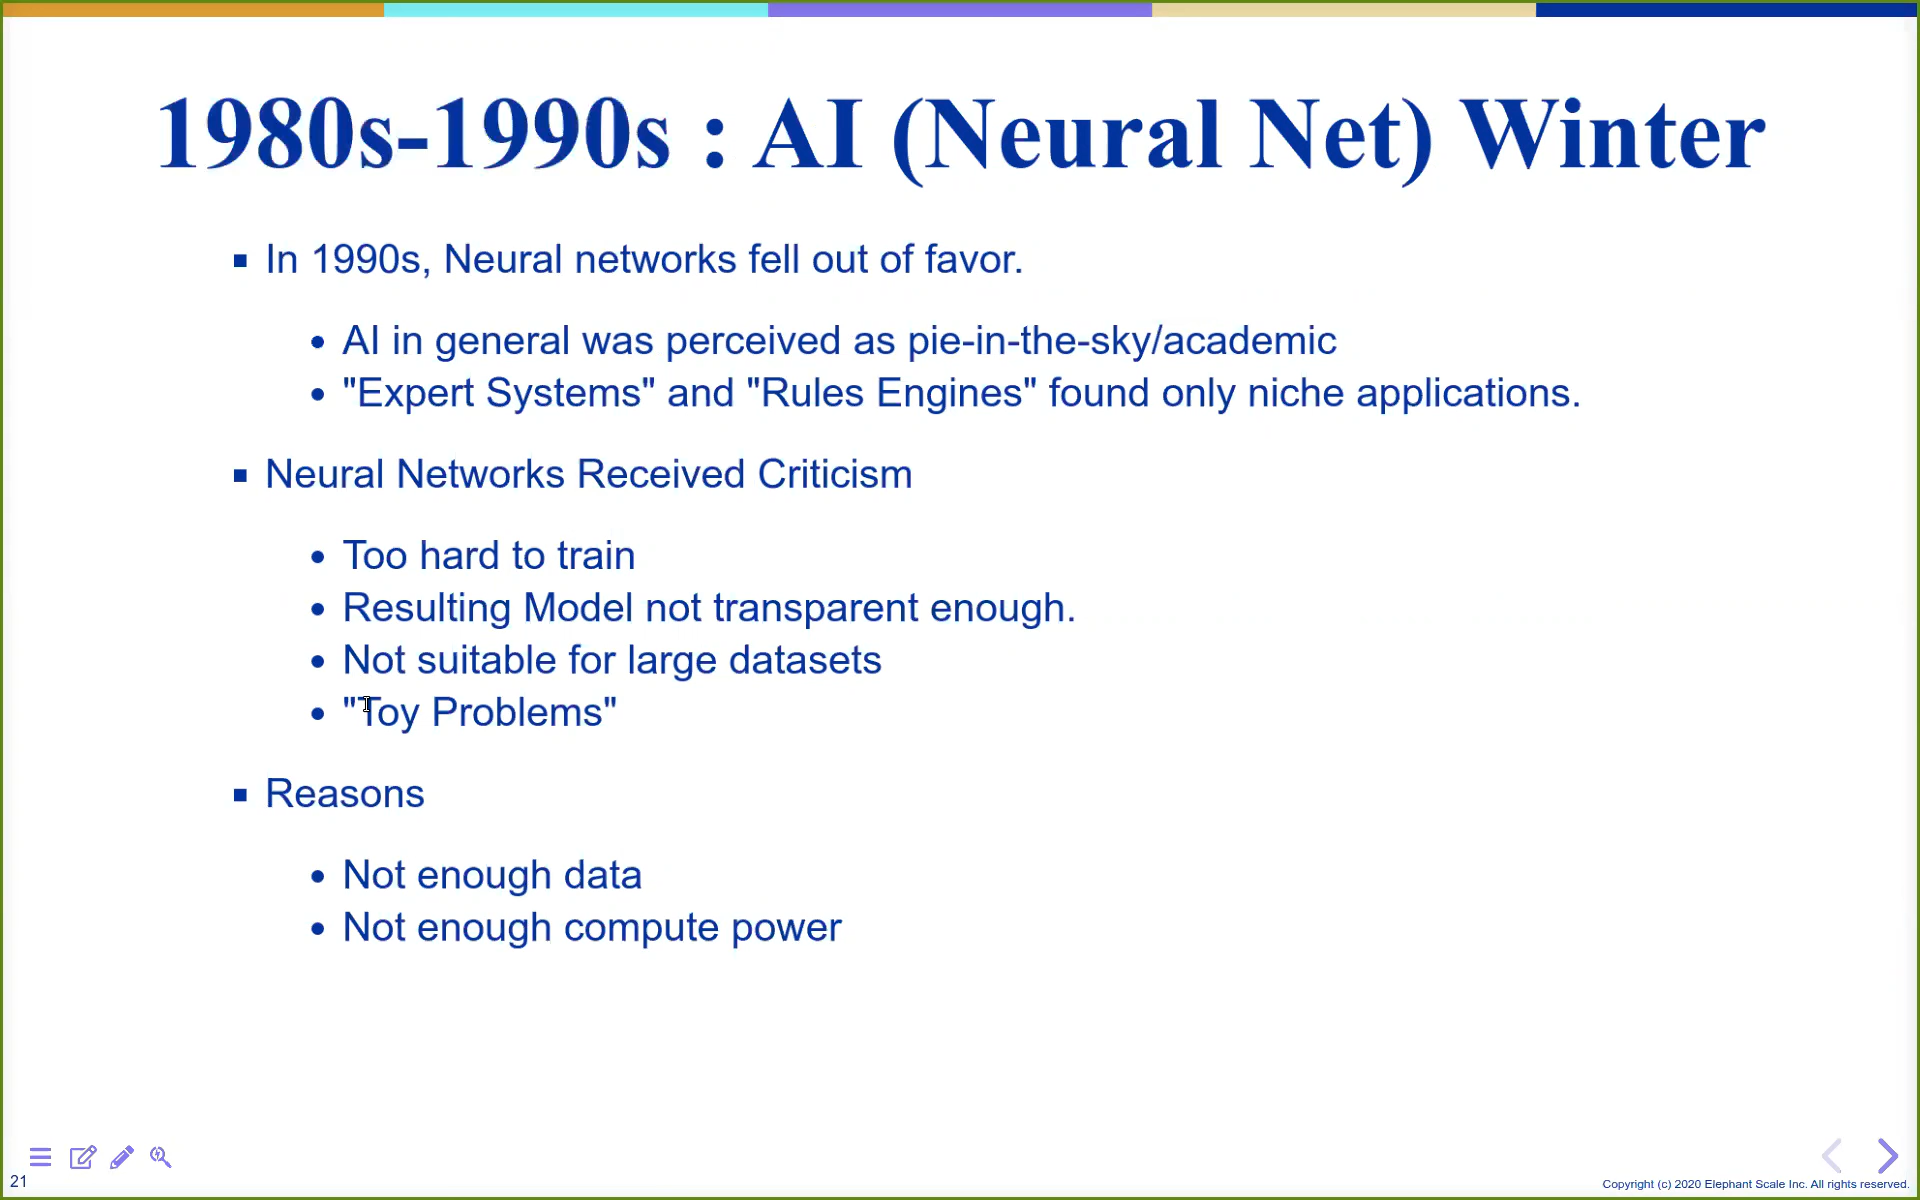 1980s-1990s : AI (Neural Net) Winter
In 1990s, Neural networks fell out of favor.
AI in general was perceived as pie-in-the-sky/academic
"Expert Systems" and "Rules Engines" found only niche applications.
Neural Networks Received Criticism
Too hard to train
Resulting Model not transparent enough.
Not suitable for large datasets
"Toy Problems"
Reasons
Not enough data
Not enough compute power
21
Copyright (c) 2020 Elephant Scale Inc. All rights reserved.